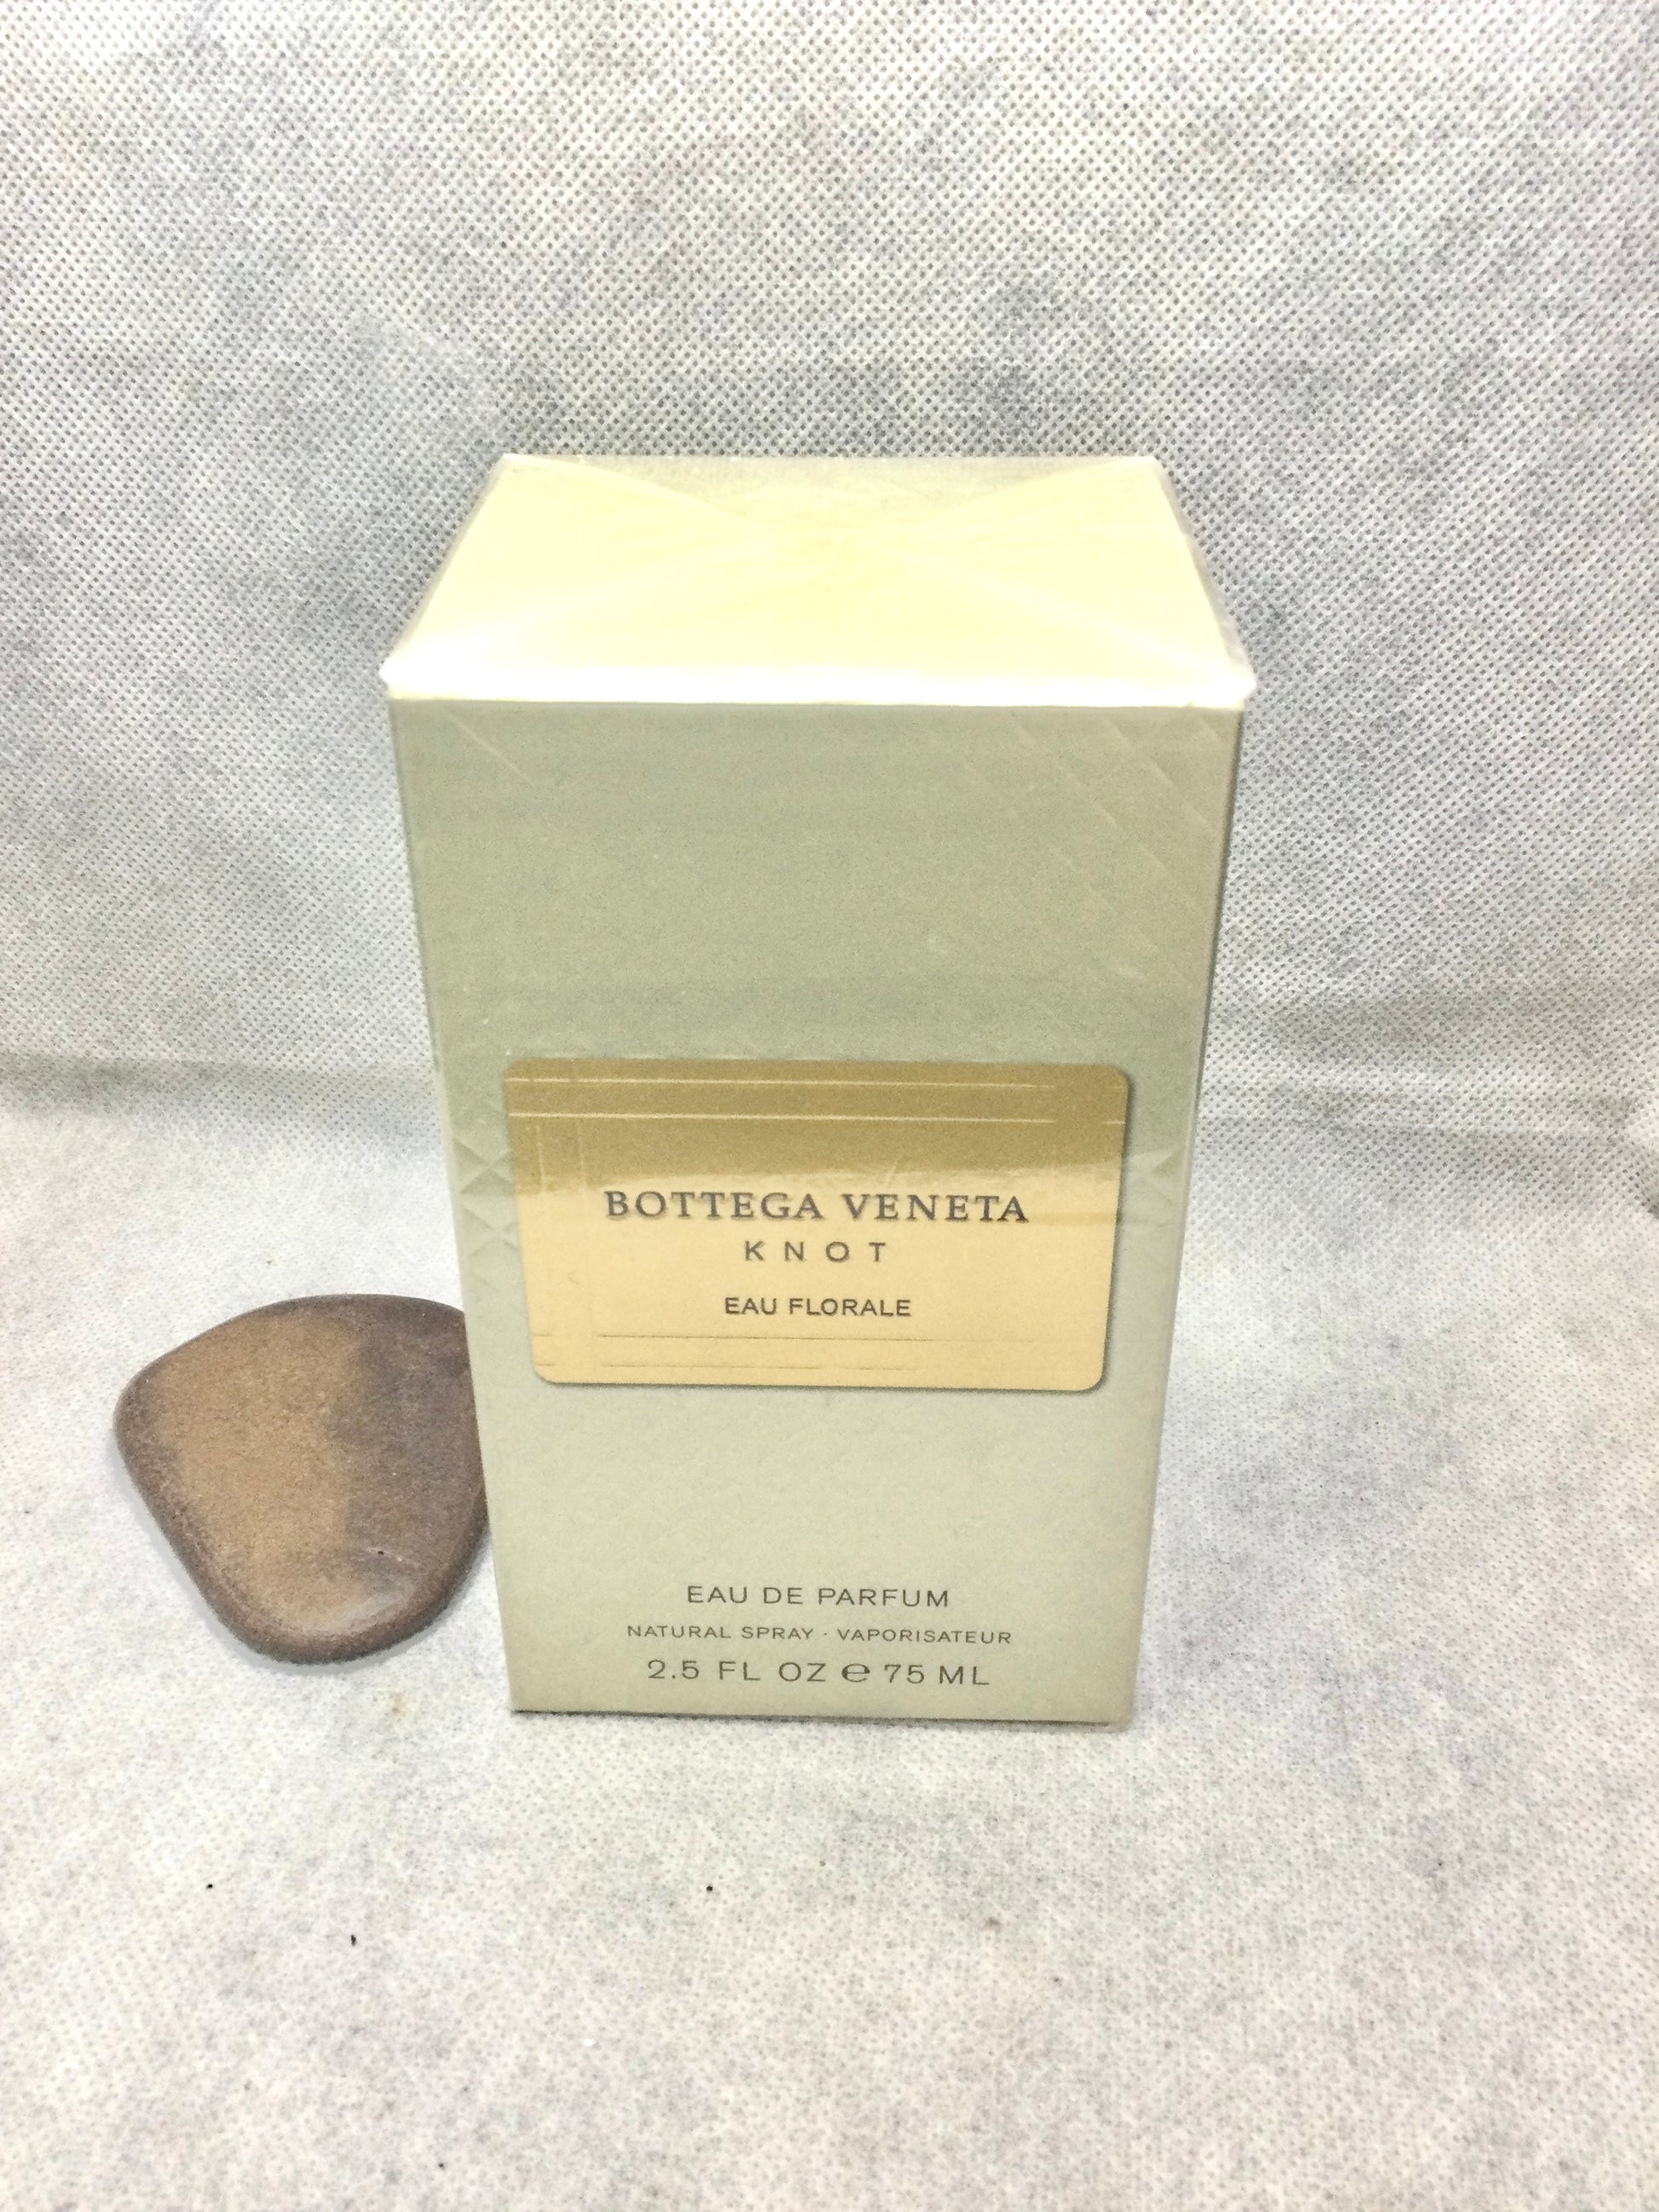 BOTTEGA VENETA
KNOT
EAU FLORALE
EAU DE PARFUM
NATURAL SPRAY · VAPORISATEUR
2.5 FL OZ ℮ 75 ML